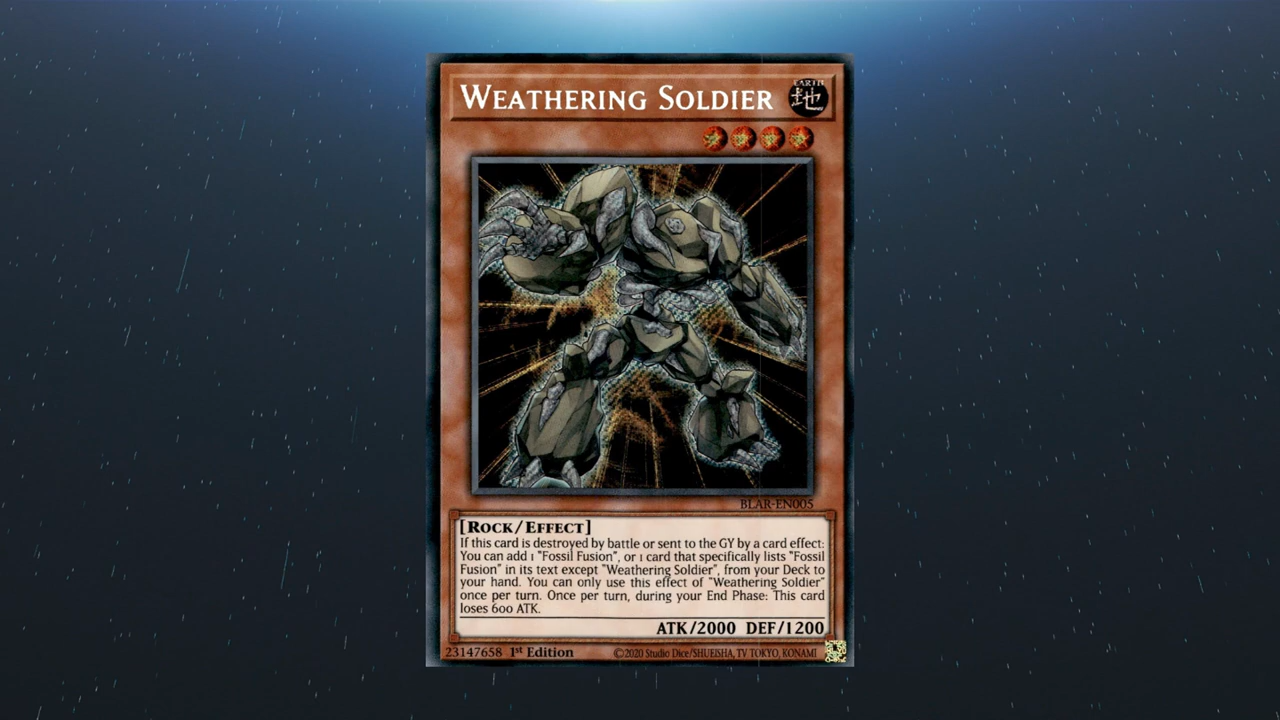 WEATHERING SOLDIER
EARTH
地
BLAR-EN005
[ROCK/EFFECT]
If this card is destroyed by battle or sent to the GY by a card effect:
You can add 1 "Fossil Fusion", or 1 card that specifically lists "Fossil
Fusion" in its text except "Weathering Soldier", from your Deck to
your hand. You can only use this effect of "Weathering Soldier"
once per turn. Once per turn, during your End Phase: This card
loses 600 ATK.
ATK/2000 DEF/1200
23147658 1st Edition ©2020 Studio Dice/SHUEISHA, TV TOKYO, KONAMI